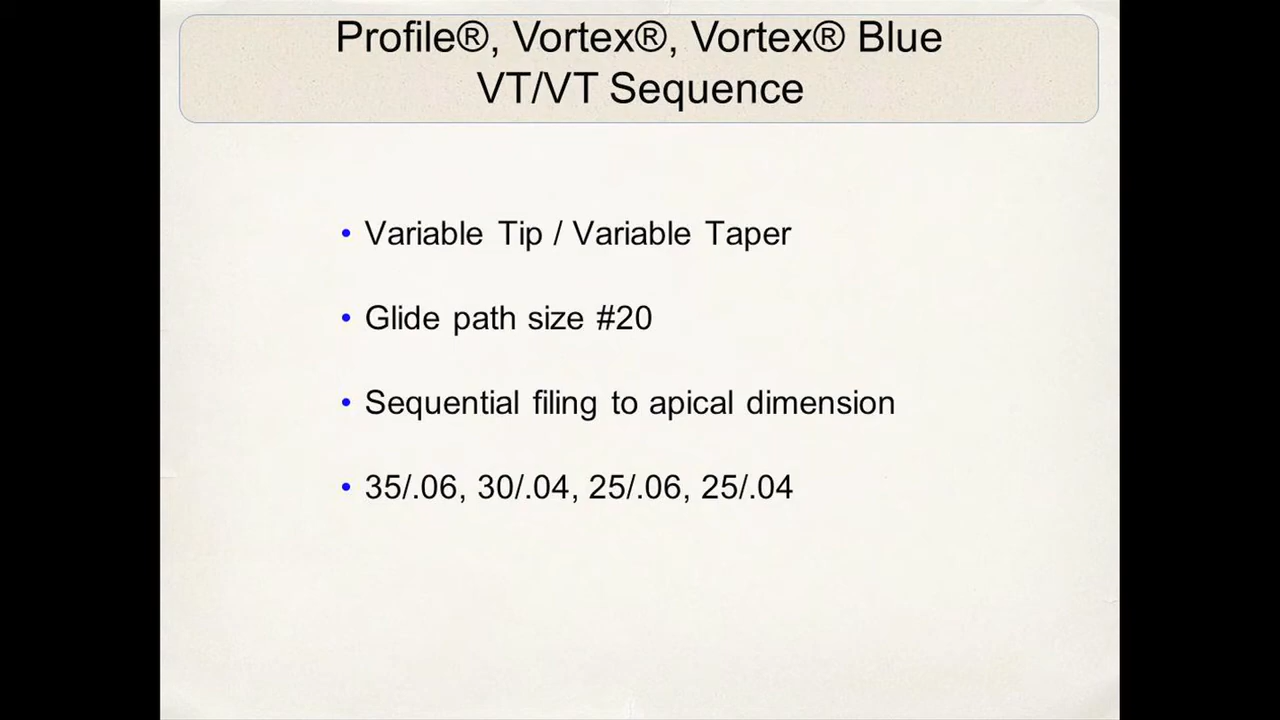 Profile®, Vortex®, Vortex® Blue
VT/VT Sequence
• Variable Tip / Variable Taper
• Glide path size #20
• Sequential filing to apical dimension
• 35/.06, 30/.04, 25/.06, 25/.04